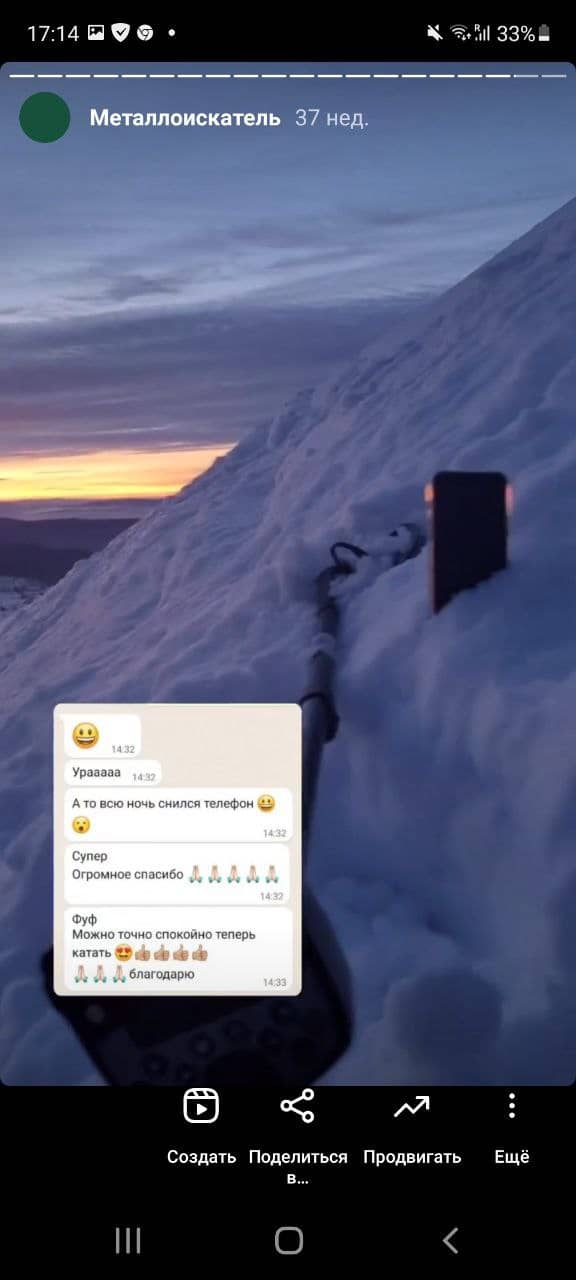 17:14
33%
Металлоискатель 37 нед.
😃 14:32
Урааааа 14:32
А то всю ночь снился телефон 😃
😮
14:32
Супер
Огромное спасибо 🙏🏻🙏🏻🙏🏻🙏🏻🙏🏻
14:32
Фуф
Можно точно спокойно теперь
катать 😍👍🏽👍🏽👍🏽👍🏽
🙏🏻🙏🏻🙏🏻благодарю
14:33
Создать Поделиться в... Продвигать Ещё